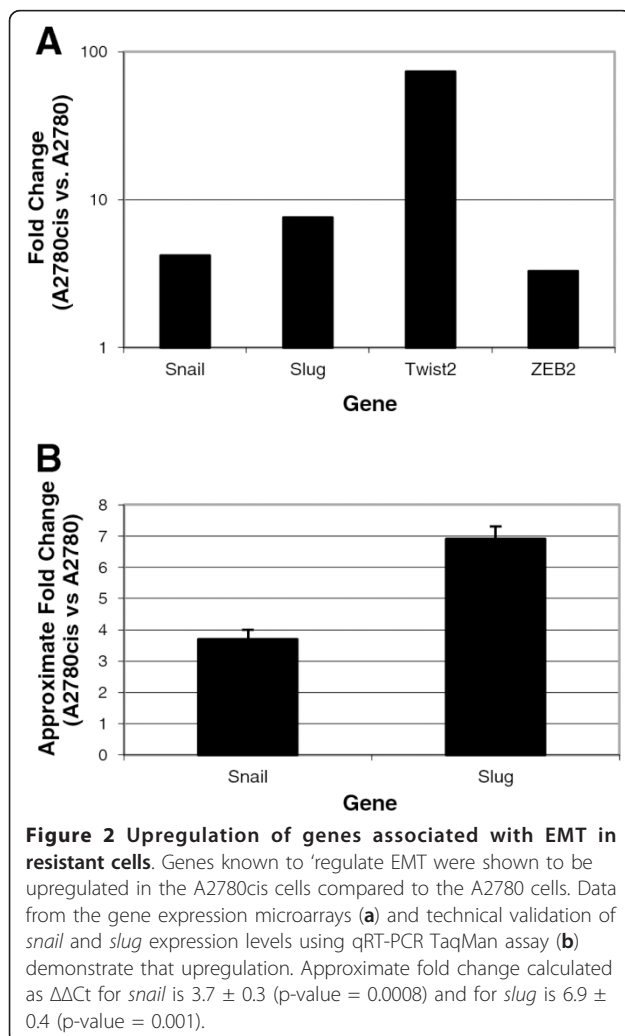 A
100
10
1
Fold Change
(A2780cis vs. A2780)
Snail Slug Twist2 ZEB2
Gene
B
8
7
6
5
4
3
2
1
0
Approximate Fold Change
(A2780cis vs A2780)
Snail Slug
Gene
Figure 2 Upregulation of genes associated with EMT in
resistant cells. Genes known to ‘regulate EMT were shown to be
upregulated in the A2780cis cells compared to the A2780 cells. Data
from the gene expression microarrays (a) and technical validation of
snail and slug expression levels using qRT-PCR TaqMan assay (b)
demonstrate that upregulation. Approximate fold change calculated
as ΔΔCt for snail is 3.7 ± 0.3 (p-value = 0.0008) and for slug is 6.9 ±
0.4 (p-value = 0.001).